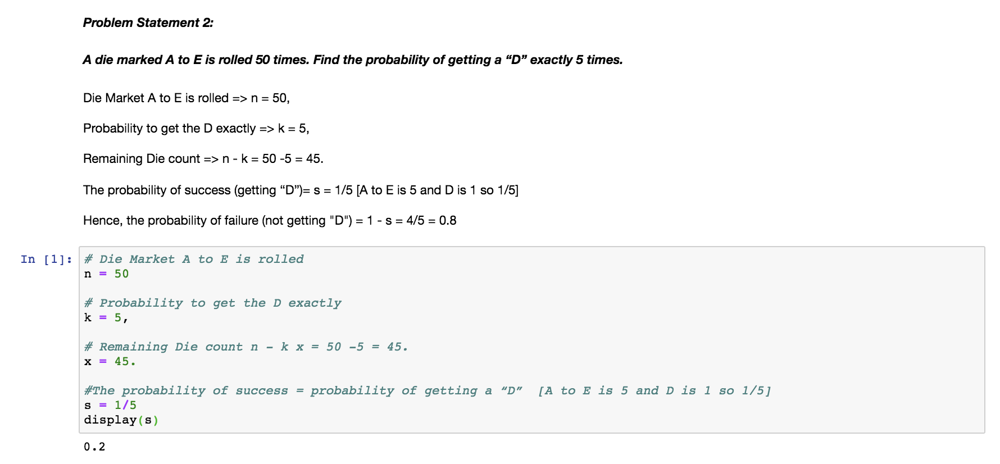 Problem Statement 2:
A die marked A to E is rolled 50 times. Find the probability of getting a “D” exactly 5 times.
Die Market A to E is rolled => n = 50,
Probability to get the D exactly => k = 5,
Remaining Die count => n - k = 50 -5 = 45.
The probability of success (getting “D”)= s = 1/5 [A to E is 5 and D is 1 so 1/5]
Hence, the probability of failure (not getting "D") = 1 - s = 4/5 = 0.8
In [1]: # Die Market A to E is rolled
n = 50
# Probability to get the D exactly
k = 5,
# Remaining Die count n - k x = 50 -5 = 45.
x = 45.
#The probability of success = probability of getting a “D”  [A to E is 5 and D is 1 so 1/5]
s = 1/5
display(s)
0.2